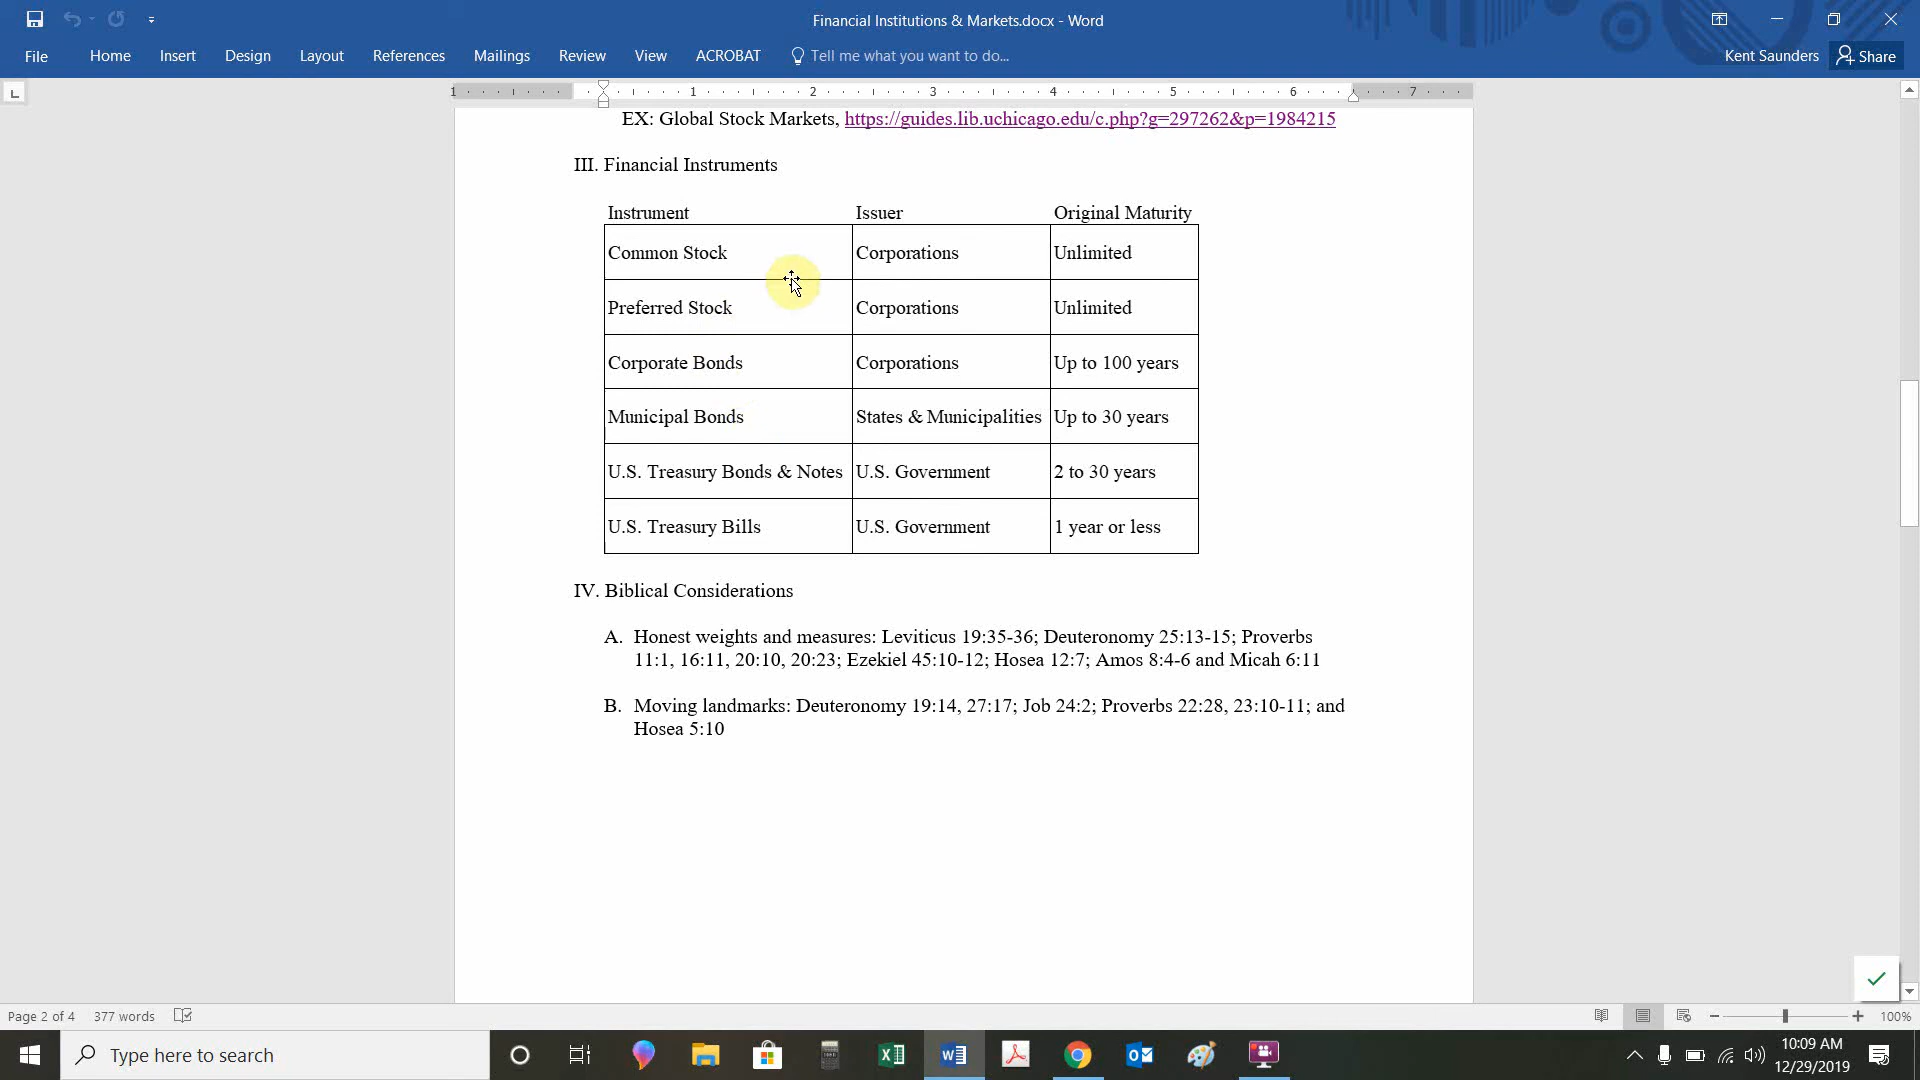 Financial Institutions & Markets.docx - Word
File Home Insert Design Layout References Mailings Review View ACROBAT Tell me what you want to do... Kent Saunders Share
1 1 2 3 4 5 6 7
EX: Global Stock Markets, https://guides.lib.uchicago.edu/c.php?g=297262&p=1984215
III. Financial Instruments
Instrument Issuer Original Maturity
Common Stock Corporations Unlimited
Preferred Stock Corporations Unlimited
Corporate Bonds Corporations Up to 100 years
Municipal Bonds States & Municipalities Up to 30 years
U.S. Treasury Bonds & Notes U.S. Government 2 to 30 years
U.S. Treasury Bills U.S. Government 1 year or less
IV. Biblical Considerations
A. Honest weights and measures: Leviticus 19:35-36; Deuteronomy 25:13-15; Proverbs
11:1, 16:11, 20:10, 20:23; Ezekiel 45:10-12; Hosea 12:7; Amos 8:4-6 and Micah 6:11
B. Moving landmarks: Deuteronomy 19:14, 27:17; Job 24:2; Proverbs 22:28, 23:10-11; and
Hosea 5:10
Page 2 of 4 377 words 100%
Type here to search
10:09 AM
12/29/2019